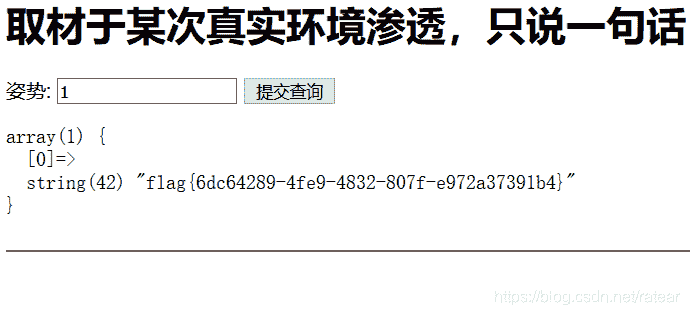 取材于某次真实环境渗透，只说一句话
姿势: 1 提交查询
array(1) {
[0]=>
string(42) "flag{6dc64289-4fe9-4832-807f-e972a37391b4}"
}
https://blog.csdn.net/ratear